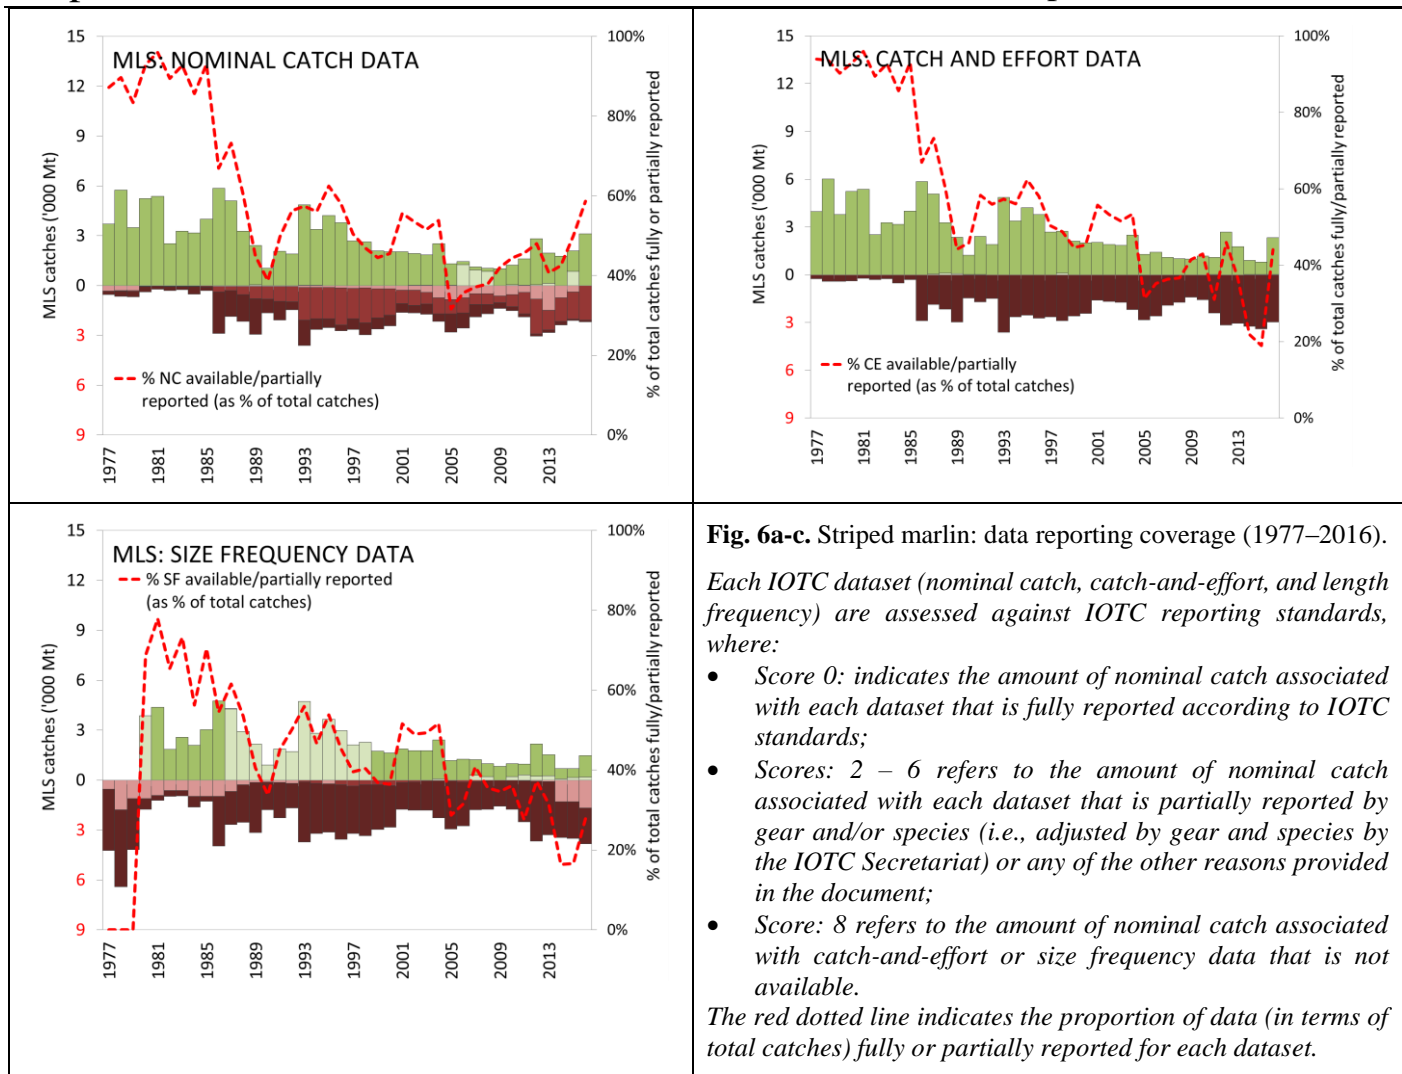 15
12
9
6
3
0
3
6
9
MLS catches ('000 Mt)
MLS: NOMINAL CATCH DATA
% NC available/partially
reported (as % of total catches)
100%
80%
60%
40%
20%
0%
% of total catches fully or partially reported
1977
1981
1985
1989
1993
1997
2001
2005
2009
2013
15
12
9
6
3
0
3
6
9
MLS catches ('000 Mt)
MLS: CATCH AND EFFORT DATA
% CE available/partially
reported (as % of total catches)
100%
80%
60%
40%
20%
0%
% of total catches fully/partially reported
1977
1981
1985
1989
1993
1997
2001
2005
2009
2013
15
12
9
6
3
0
3
6
9
MLS catches ('000 Mt)
MLS: SIZE FREQUENCY DATA
% SF available/partially reported
(as % of total catches)
100%
80%
60%
40%
20%
0%
% of total catches fully/partially reported
1977
1981
1985
1989
1993
1997
2001
2005
2009
2013
Fig. 6a-c. Striped marlin: data reporting coverage (1977–2016).
Each IOTC dataset (nominal catch, catch-and-effort, and length
frequency) are assessed against IOTC reporting standards,
where:
• Score 0: indicates the amount of nominal catch associated
with each dataset that is fully reported according to IOTC
standards;
• Scores: 2 – 6 refers to the amount of nominal catch
associated with each dataset that is partially reported by
gear and/or species (i.e., adjusted by gear and species by
the IOTC Secretariat) or any of the other reasons provided
in the document;
• Score: 8 refers to the amount of nominal catch associated
with catch-and-effort or size frequency data that is not
available.
The red dotted line indicates the proportion of data (in terms of
total catches) fully or partially reported for each dataset.